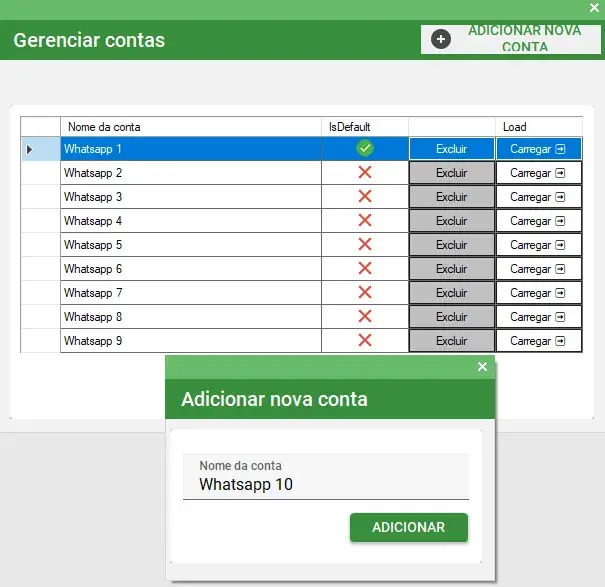 Gerenciar contas
ADICIONAR NOVA
CONTA
Nome da conta IsDefault Load
Whatsapp 1 Excluir Carregar
Whatsapp 2 Excluir Carregar
Whatsapp 3 Excluir Carregar
Whatsapp 4 Excluir Carregar
Whatsapp 5 Excluir Carregar
Whatsapp 6 Excluir Carregar
Whatsapp 7 Excluir Carregar
Whatsapp 8 Excluir Carregar
Whatsapp 9 Excluir Carregar
Adicionar nova conta
Nome da conta
Whatsapp 10
ADICIONAR